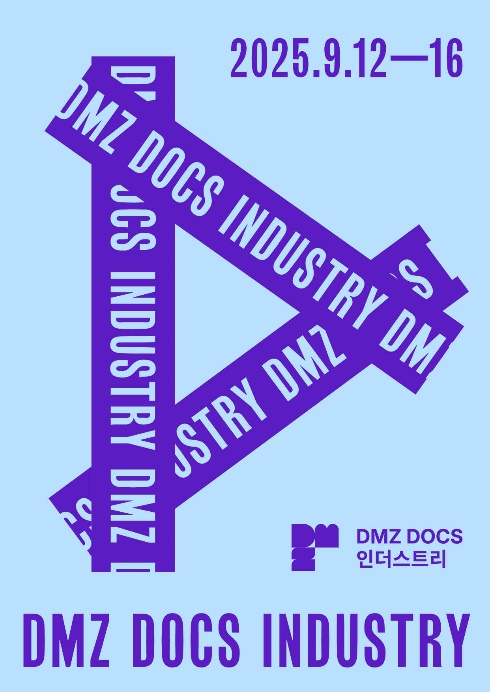 2025.9.12—16
DMZ DOCS INDUSTRY DM
DOCS INDUSTRY DMZ
INDUSTRY DMZ
DMZ DOCS
인더스트리
DMZ DOCS INDUSTRY